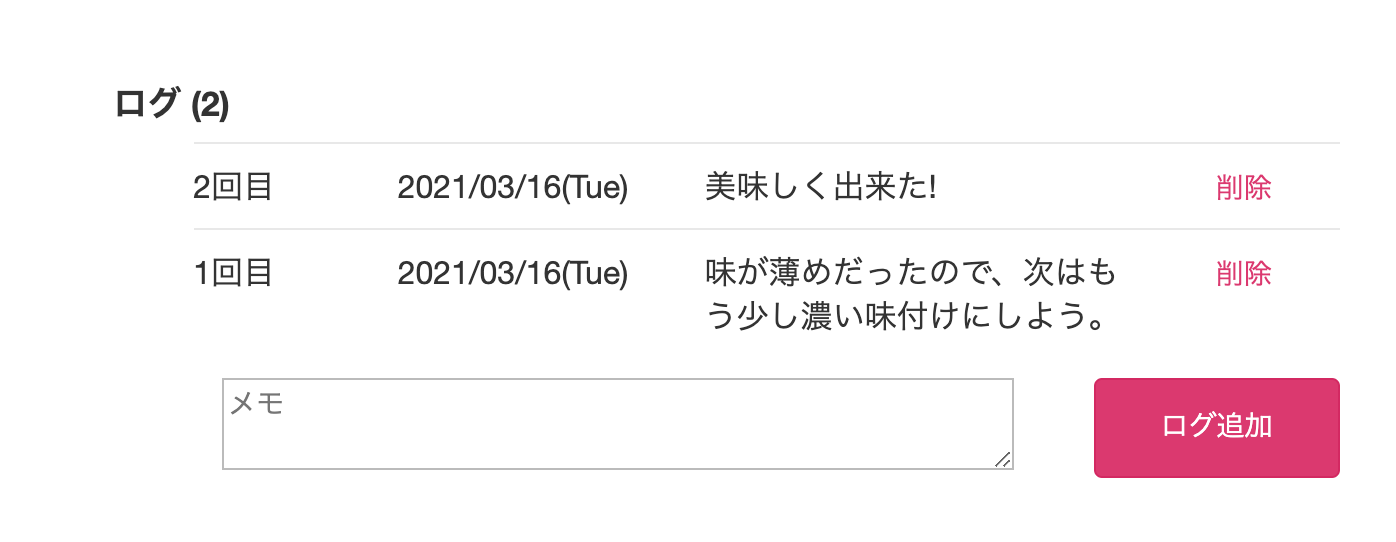 ログ (2)
2回目 2021/03/16(Tue) 美味しく出来た! 削除
1回目 2021/03/16(Tue) 味が薄めだったので、次はも 削除
う少し濃い味付けにしよう。
メモ
ログ追加